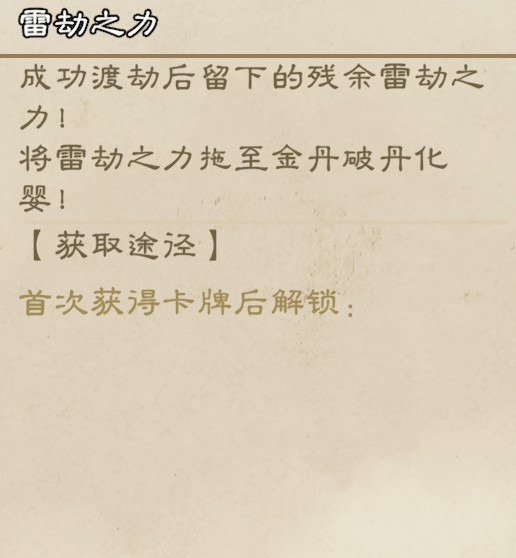 雷劫之力
成功渡劫后留下的残余雷劫之
力！
将雷劫之力拖至金丹破丹化
婴！
【获取途径】
首次获得卡牌后解锁：